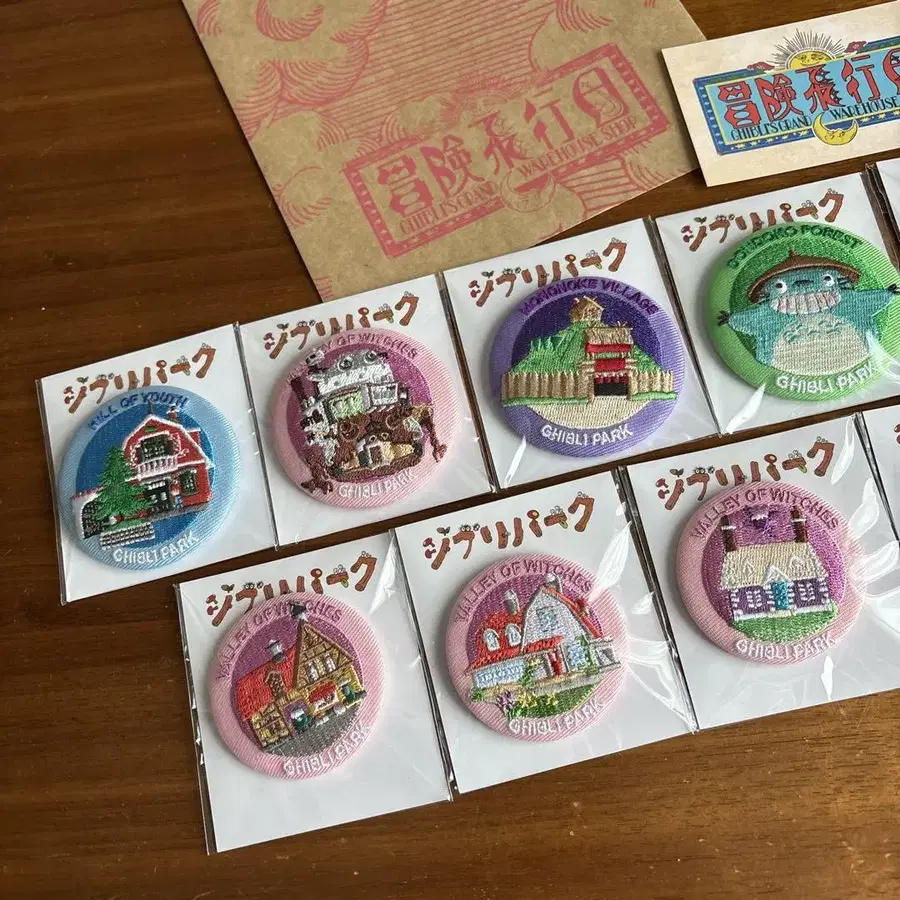 冒険飛行団
GHIBLI'S GRAND WAREHOUSE SHOP
冒険飛行
GHIBLI'S GRAND WAREHOUSE
ジブリパーク
HILL OF YOUTH
GHIBLI PARK
ジブリパーク
VALLEY OF WITCHES
GHIBLI PARK
ジブリパーク
MONONOKE VILLAGE
GHIBLI PARK
ジブリパーク
DONDOKO FOREST
GHIBLI PARK
ジブリパーク
VALLEY OF WITCHES
GHIBLI PARK
ジブリパーク
VALLEY OF WITCHES
GHIBLI PARK
ジブリパーク
VALLEY OF WITCHES
GHIBLI PARK